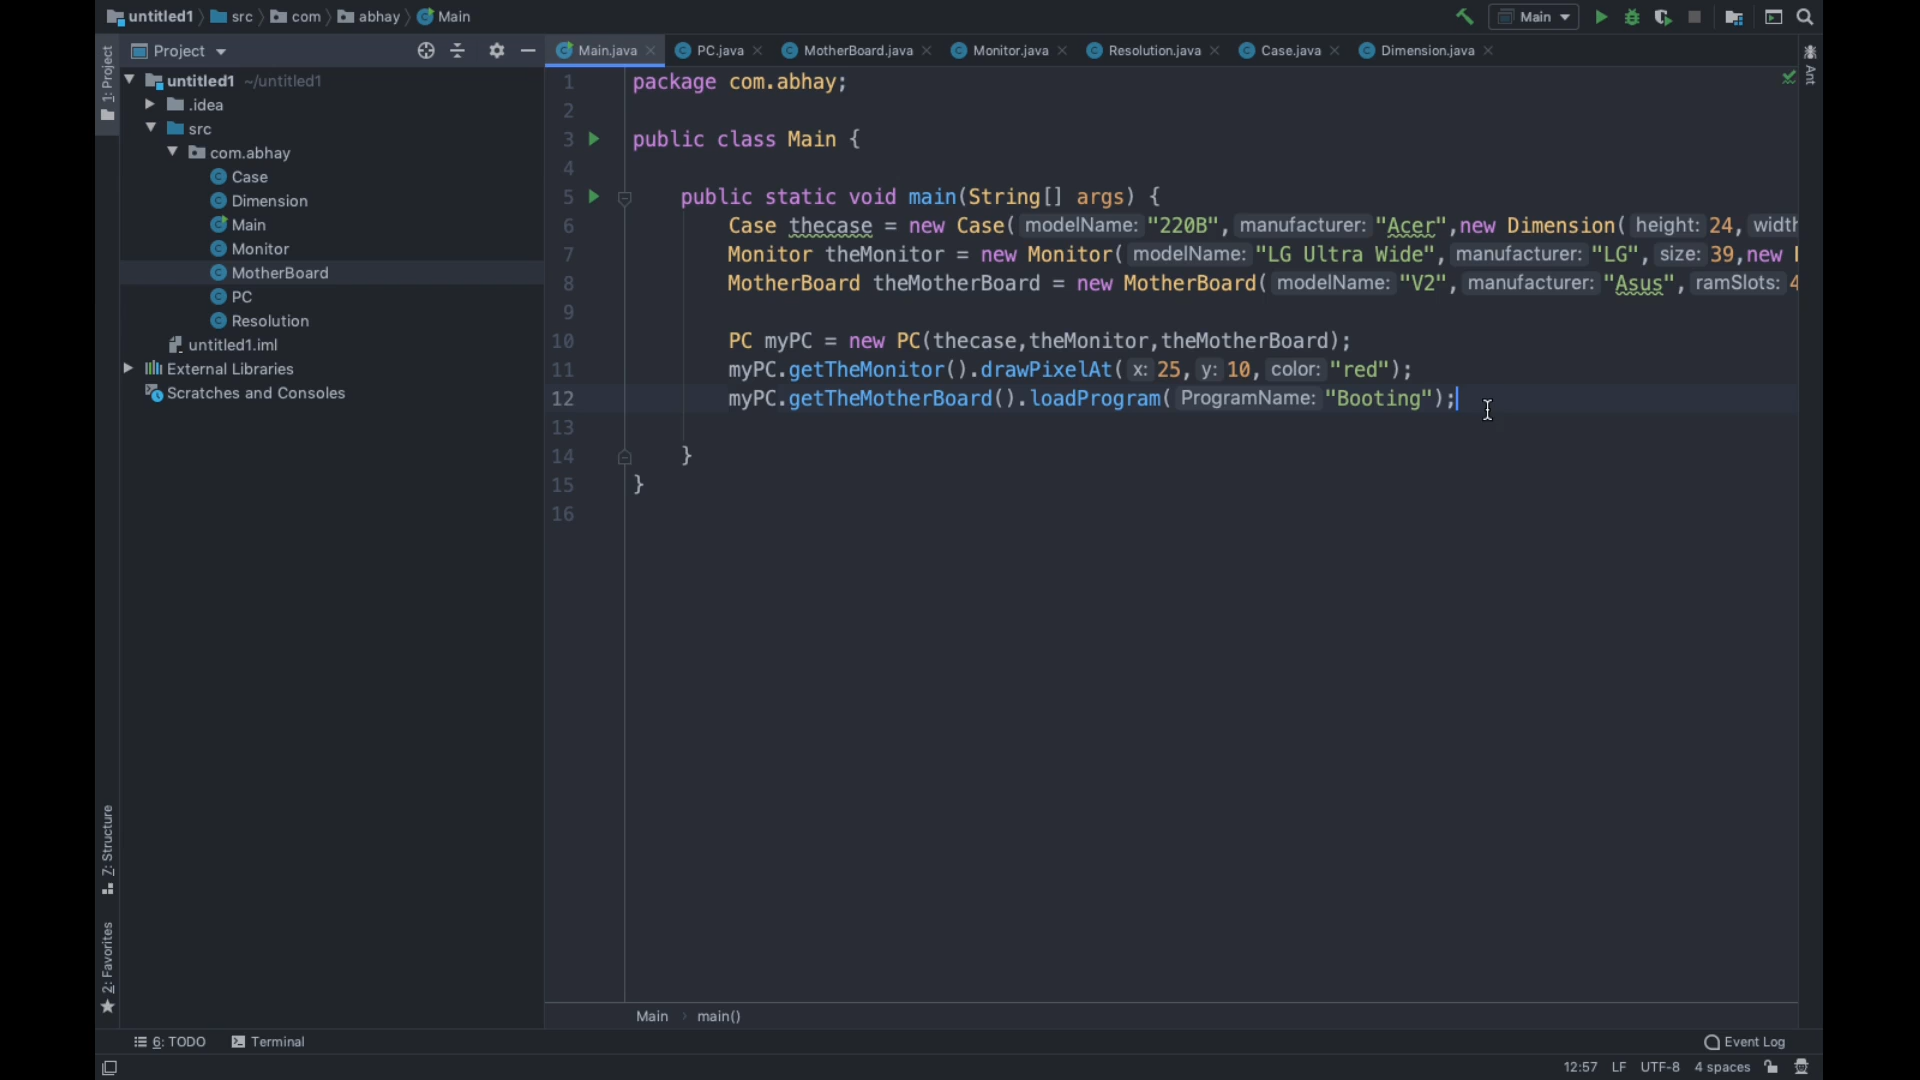 untitled1 src com abhay Main
Main
Project
Main.java PC.java MotherBoard.java Monitor.java Resolution.java Case.java Dimension.java
1: Project
Ant
untitled1 ~/untitled1
.idea
src
com.abhay
Case
Dimension
Main
Monitor
MotherBoard
PC
Resolution
untitled1.iml
External Libraries
Scratches and Consoles
1 package com.abhay;
2
3 public class Main {
4
5 public static void main(String[] args) {
6 Case thecase = new Case( modelName: "220B", manufacturer: "Acer",new Dimension( height: 24, width
7 Monitor theMonitor = new Monitor( modelName: "LG Ultra Wide", manufacturer: "LG", size: 39,new
8 MotherBoard theMotherBoard = new MotherBoard( modelName: "V2", manufacturer: "Asus", ramSlots: 4
9
10 PC myPC = new PC(thecase,theMonitor,theMotherBoard);
11 myPC.getTheMonitor().drawPixelAt( x: 25, y: 10, color: "red");
12 myPC.getTheMotherBoard().loadProgram( ProgramName: "Booting");
13
14 }
15 }
16
Z: Structure
2: Favorites
Main main()
6: TODO Terminal Event Log
12:57 LF UTF-8 4 spaces